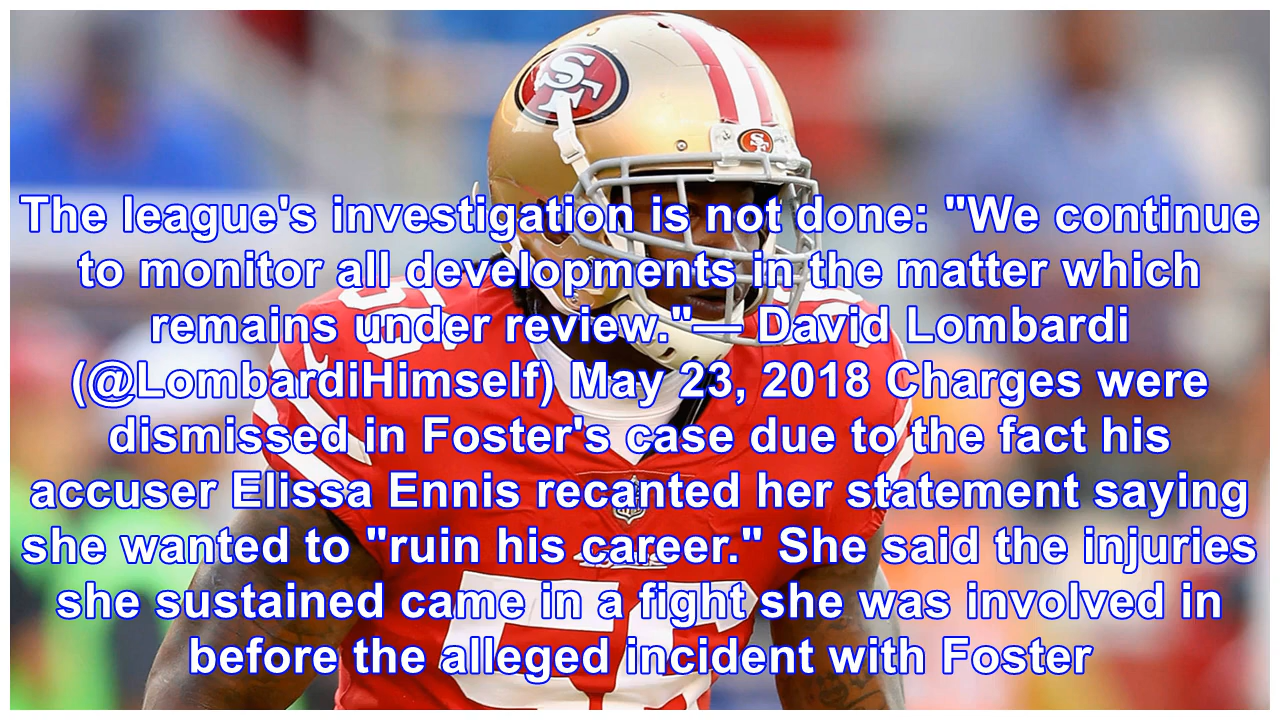 The league's investigation is not done: "We continue
to monitor all developments in the matter which
remains under review."— David Lombardi
(@LombardiHimself) May 23, 2018 Charges were
dismissed in Foster's case due to the fact his
accuser Elissa Ennis recanted her statement saying
she wanted to "ruin his career." She said the injuries
she sustained came in a fight she was involved in
before the alleged incident with Foster
SF
SF
56